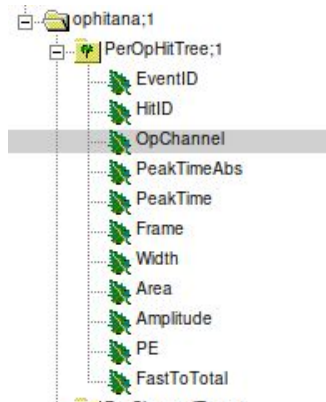 ophitana;1
PerOpHitTree;1
EventID
HitID
OpChannel
PeakTimeAbs
PeakTime
Frame
Width
Area
Amplitude
PE
FastToTotal